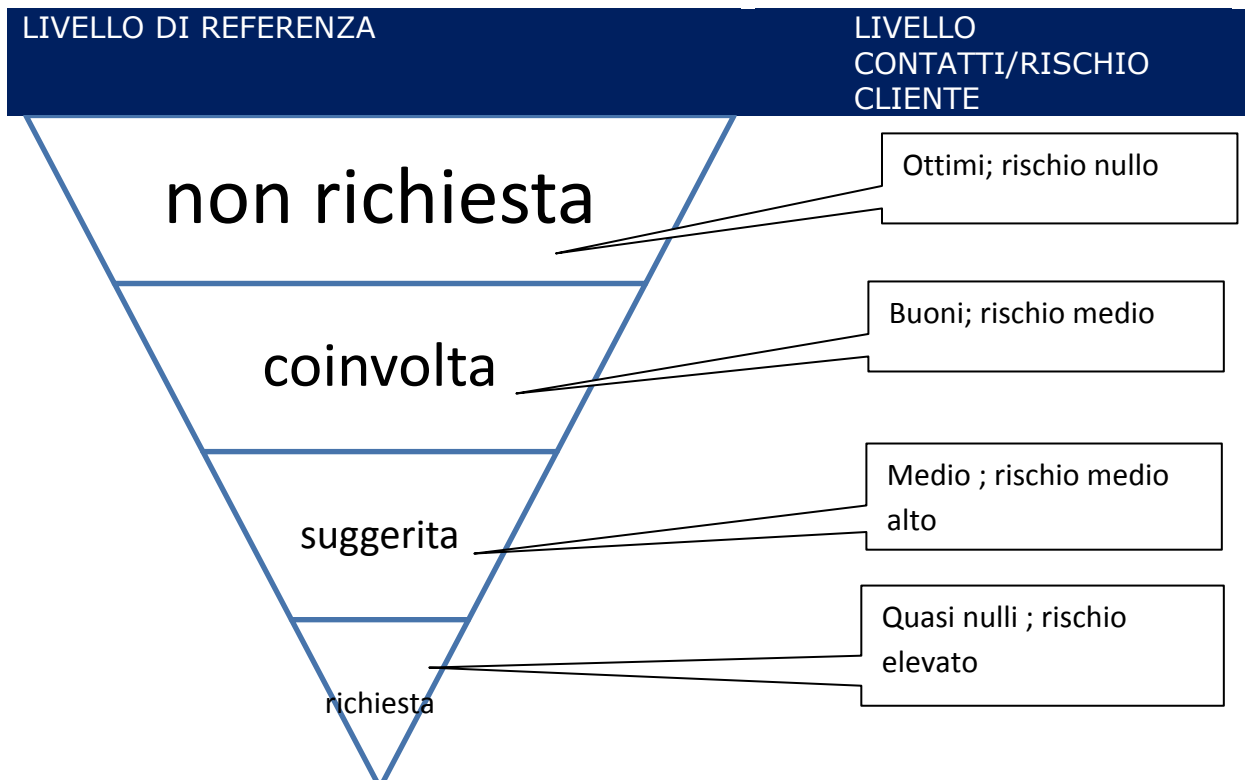 LIVELLO DI REFERENZA
LIVELLO
CONTATTI/RISCHIO
CLIENTE
non richiesta
Ottimi; rischio nullo
coinvolta
Buoni; rischio medio
suggerita
Medio ; rischio medio
alto
richiesta
Quasi nulli ; rischio
elevato